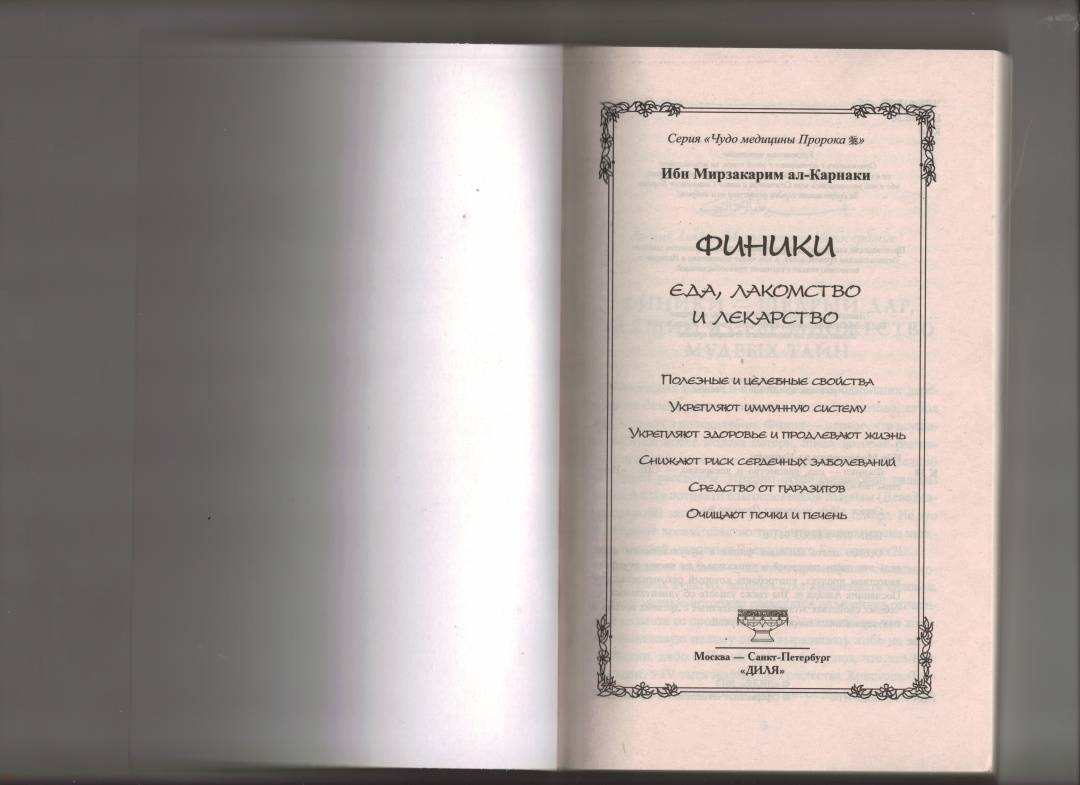 Серия «Чудо медицины Пророка ﷺ»
Ибн Мирзакарим ал-Карнаки
ФИНИКИ
ЕДА, ЛАКОМСТВО
И ЛЕКАРСТВО
Полезные и целебные свойства
Укрепляют иммунную систему
Укрепляют здоровье и продлевают жизнь
Снижают риск сердечных заболеваний
Средство от паразитов
Очищают почки и печень
Москва — Санкт-Петербург
«ДИЛЯ»